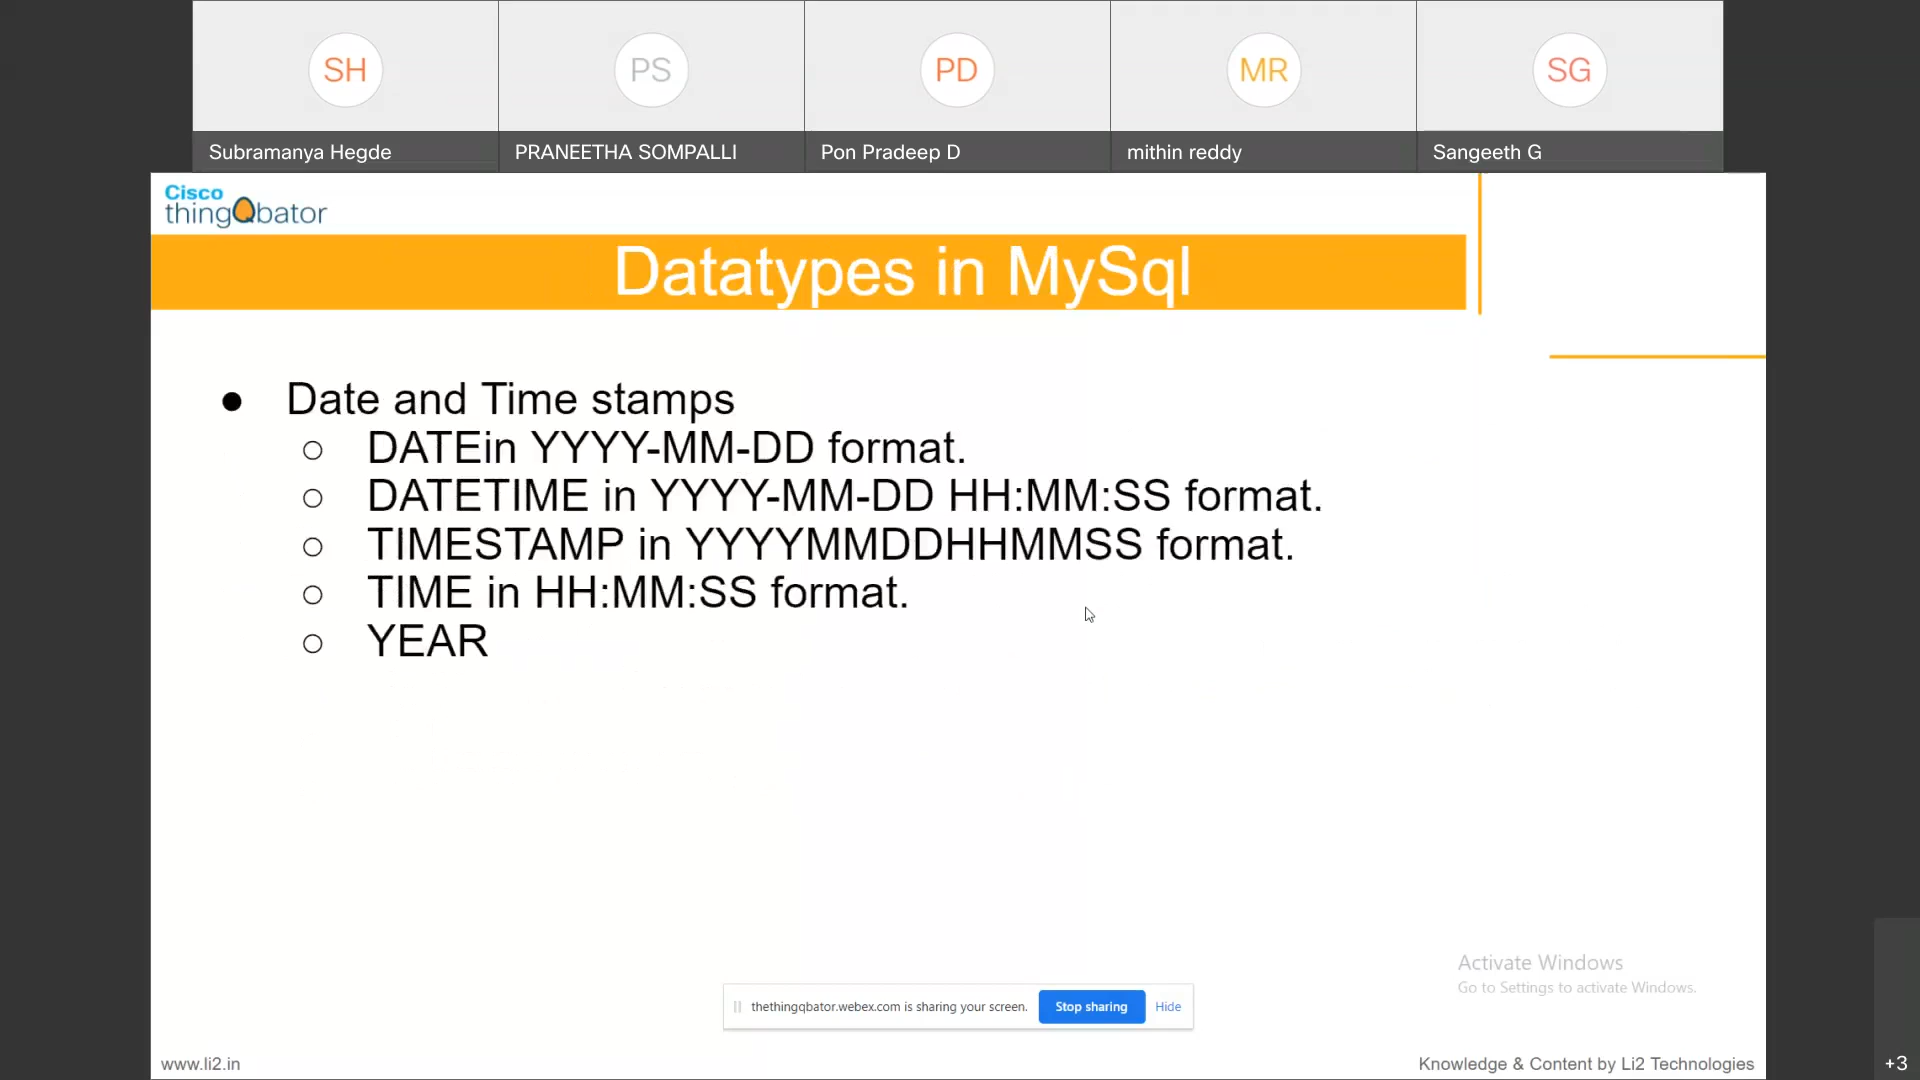 SH
PS
PD
MR
SG
Subramanya Hegde
PRANEETHA SOMPALLI
Pon Pradeep D
mithin reddy
Sangeeth G
Cisco
thingQbator
Datatypes in MySql
● Date and Time stamps
○ DATEin YYYY-MM-DD format.
○ DATETIME in YYYY-MM-DD HH:MM:SS format.
○ TIMESTAMP in YYYYMMDDHHMMSS format.
○ TIME in HH:MM:SS format.
○ YEAR
Activate Windows
Go to Settings to activate Windows.
thethingqbator.webex.com is sharing your screen.
Stop sharing
Hide
www.li2.in
Knowledge & Content by Li2 Technologies
+3